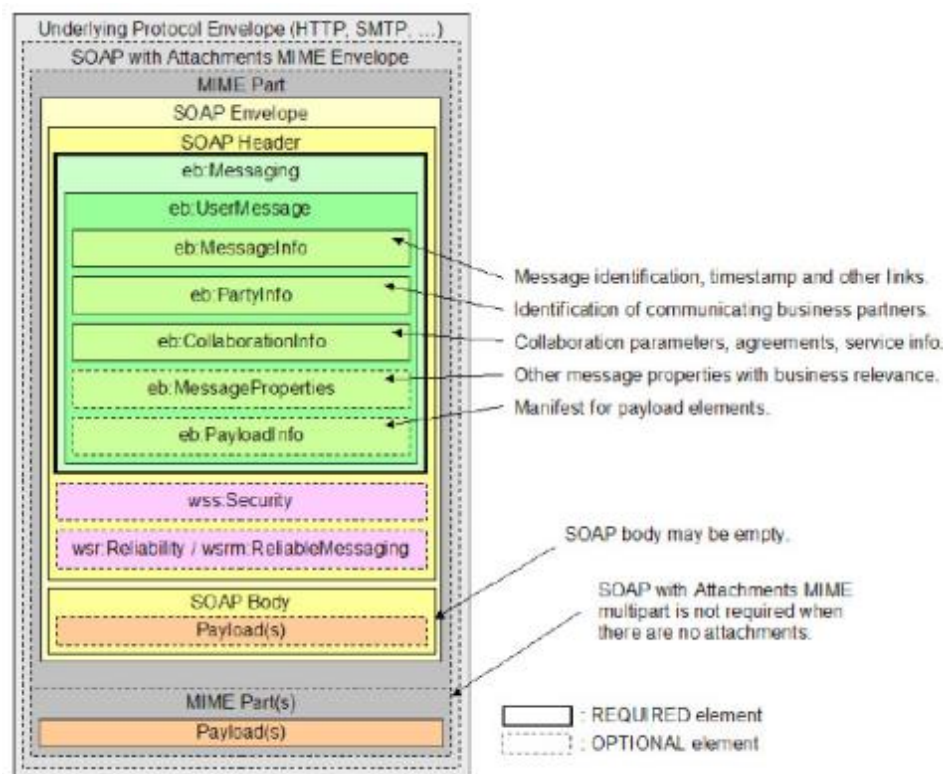 Underlying Protocol Envelope (HTTP, SMTP, …)
SOAP with Attachments MIME Envelope
MIME Part
SOAP Envelope
SOAP Header
eb:Messaging
eb:UserMessage
eb:MessageInfo
eb:PartyInfo
eb:CollaborationInfo
eb:MessageProperties
eb:PayloadInfo
Message identification, timestamp and other links.
Identification of communicating business partners.
Collaboration parameters, agreements, service info.
Other message properties with business relevance.
Manifest for payload elements.
wss:Security
wsr:Reliability / wsrm:ReliableMessaging
SOAP Body
Payload(s)
SOAP body may be empty.
SOAP with Attachments MIME
multipart is not required when
there are no attachments.
MIME Part(s)
Payload(s)
: REQUIRED element
: OPTIONAL element